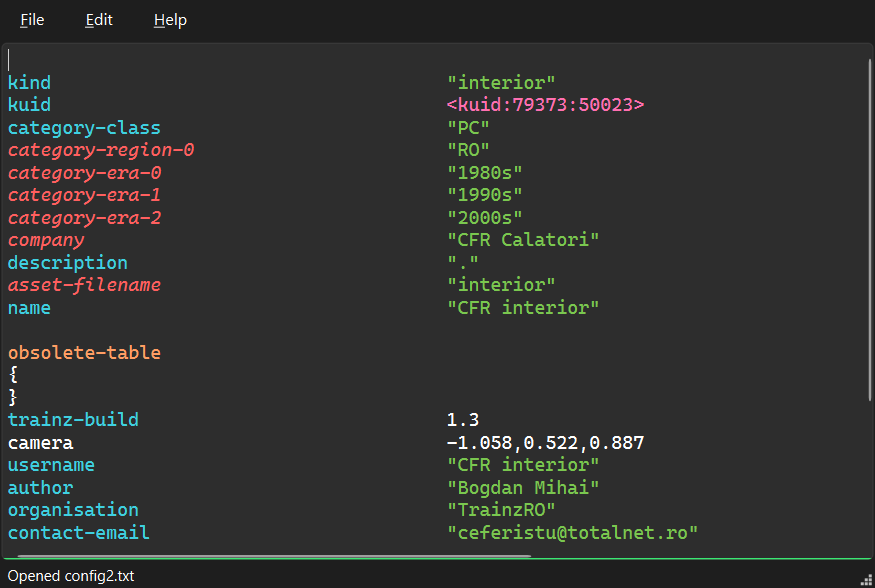 File Edit Help
kind "interior"
kuid <kuid:79373:50023>
category-class "PC"
category-region-0 "RO"
category-era-0 "1980s"
category-era-1 "1990s"
category-era-2 "2000s"
company "CFR Calatori"
description "."
asset-filename "interior"
name "CFR interior"
obsolete-table
{
}
trainz-build 1.3
camera -1.058,0.522,0.887
username "CFR interior"
author "Bogdan Mihai"
organisation "TrainzRO"
contact-email "ceferistu@totalnet.ro"
Opened config2.txt